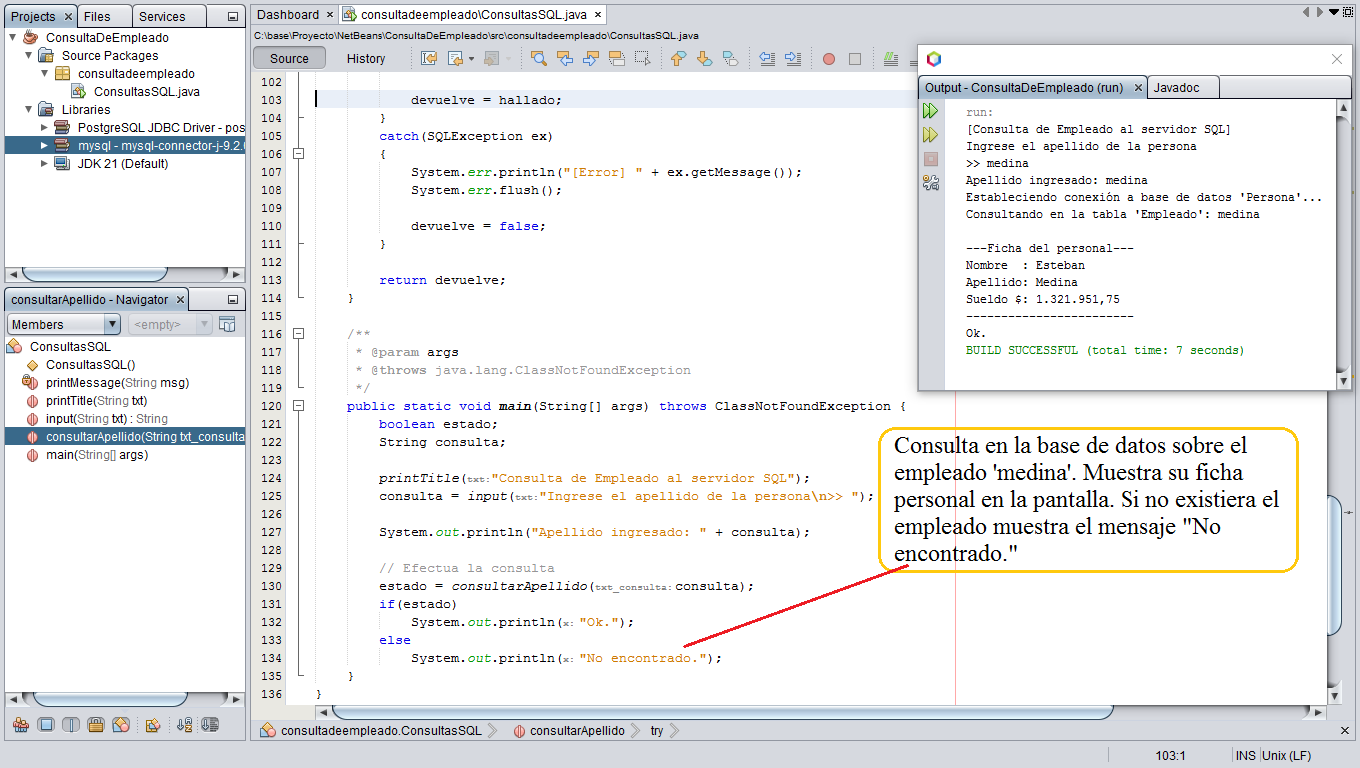 Projects
Files
Services
ConsultaDeEmpleado
Source Packages
consultadeempleado
ConsultasSQL.java
Libraries
PostgreSQL JDBC Driver - pos
mysql - mysql-connector-j-9.2.0
JDK 21 (Default)
consultarApellido - Navigator
Members
<empty>
ConsultasSQL
ConsultasSQL()
printMessage(String msg)
printTitle(String txt)
input(String txt) : String
consultarApellido(String txt_consulta
main(String[] args)
Dashboard
consultadeempleado\ConsultasSQL.java
C:\base\Proyecto\NetBeans\ConsultaDeEmpleado\src\consultadeempleado\ConsultasSQL.java
Source
History
102
103 devuelve = hallado;
104 }
105 catch(SQLException ex)
106 {
107 System.err.println("[Error] " + ex.getMessage());
108 System.err.flush();
109
110 devuelve = false;
111 }
112
113 return devuelve;
114 }
115
116 /**
117 * @param args
118 * @throws java.lang.ClassNotFoundException
119 */
120 public static void main(String[] args) throws ClassNotFoundException {
121 boolean estado;
122 String consulta;
123
124 printTitle(txt:"Consulta de Empleado al servidor SQL");
125 consulta = input(txt:"Ingrese el apellido de la persona\n>> ");
126
127 System.out.println("Apellido ingresado: " + consulta);
128
129 // Efectua la consulta
130 estado = consultarApellido(txt_consulta:consulta);
131 if(estado)
132 System.out.println(x: "Ok.");
133 else
134 System.out.println(x: "No encontrado.");
135 }
136 }
Output - ConsultaDeEmpleado (run)
Javadoc
run:
[Consulta de Empleado al servidor SQL]
Ingrese el apellido de la persona
>> medina
Apellido ingresado: medina
Estableciendo conexión a base de datos 'Persona'...
Consultando en la tabla 'Empleado': medina
---Ficha del personal---
Nombre  : Esteban
Apellido: Medina
Sueldo $: 1.321.951,75
------------------------
Ok.
BUILD SUCCESSFUL (total time: 7 seconds)
Consulta en la base de datos sobre el
empleado 'medina'. Muestra su ficha
personal en la pantalla. Si no existiera el
empleado muestra el mensaje "No
encontrado."
consultadeempleado.ConsultasSQL
consultarApellido
try
103:1
INS
Unix (LF)